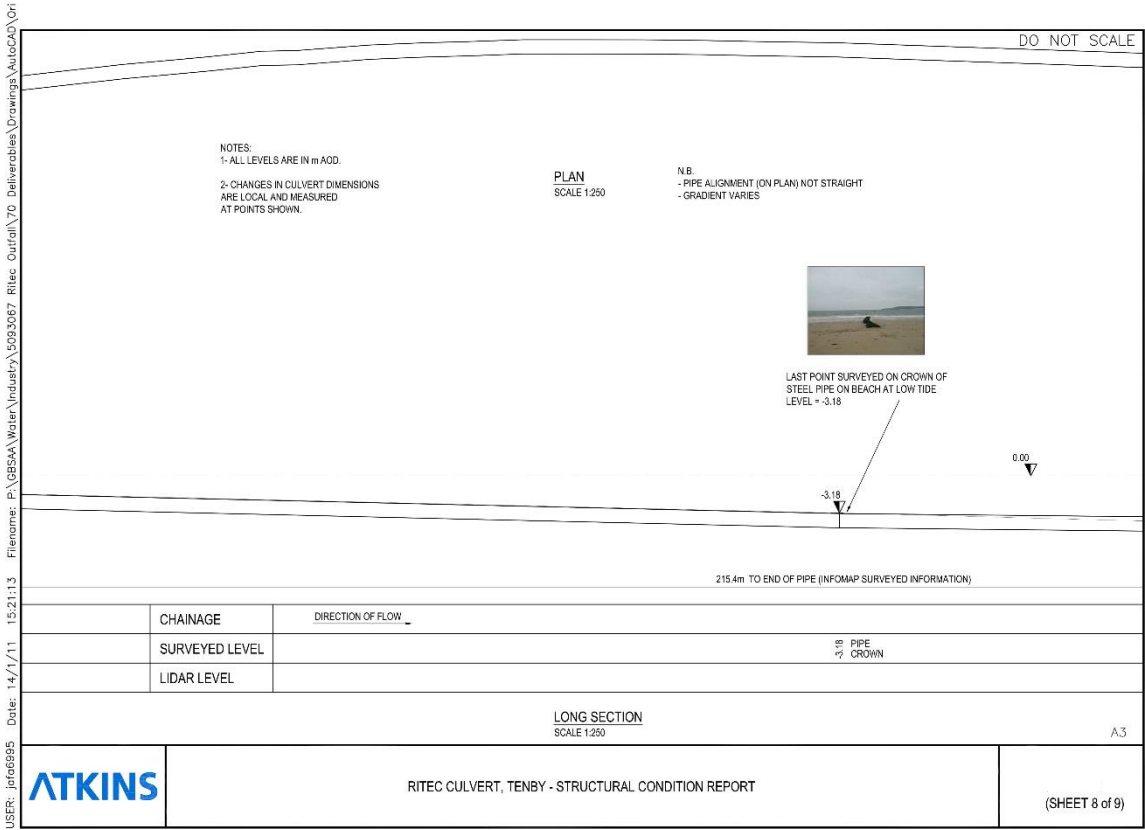 DO NOT SCALE
NOTES:
1- ALL LEVELS ARE IN m AOD.
2- CHANGES IN CULVERT DIMENSIONS
ARE LOCAL AND MEASURED
AT POINTS SHOWN.
PLAN
SCALE 1:250
N.B.
- PIPE ALIGNMENT (ON PLAN) NOT STRAIGHT
- GRADIENT VARIES
LAST POINT SURVEYED ON CROWN OF
STEEL PIPE ON BEACH AT LOW TIDE
LEVEL = -3.18
0.00
-3.18
215.4m TO END OF PIPE (INFOMAP SURVEYED INFORMATION)
CHAINAGE
DIRECTION OF FLOW
SURVEYED LEVEL
-3.18 PIPE
CROWN
LIDAR LEVEL
LONG SECTION
SCALE 1:250
A3
ATKINS
RITEC CULVERT, TENBY - STRUCTURAL CONDITION REPORT
(SHEET 8 of 9)
USER: jafa6995 Date: 14/1/11 15:21:13 Filename: P:\GBSAA\Water\Industry\5093067 Ritec Outfall\70 Deliverables\Drawings\AutoCAD\Ori